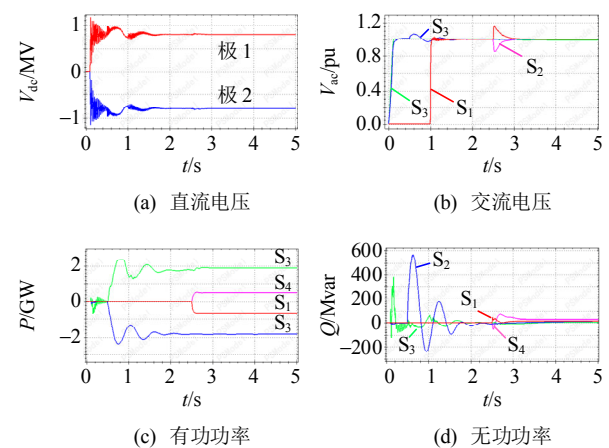 V_dc/MV
1
0
−1
极 1
极 2
0 1 2 3 4 5
t/s
(a) 直流电压
V_ac/pu
1.2
0.8
0.4
0.0
S₃
S₂
S₃
S₁
0 1 2 3 4 5
t/s
(b) 交流电压
P/GW
2
0
−2
S₃
S₄
S₁
S₃
0 1 2 3 4 5
t/s
(c) 有功功率
Q/Mvar
600
400
200
0
−200
S₂
S₁
S₃
S₄
0 1 2 3 4 5
t/s
(d) 无功功率